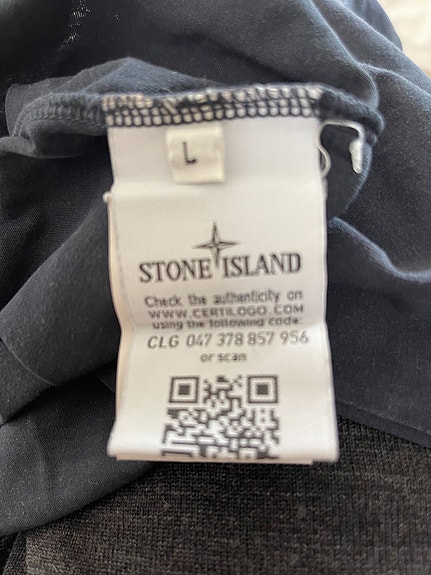 L
STONE ISLAND
Check the authenticity on
WWW.CERTILOGO.COM
using the following code:
CLG 047 378 857 956
or scan